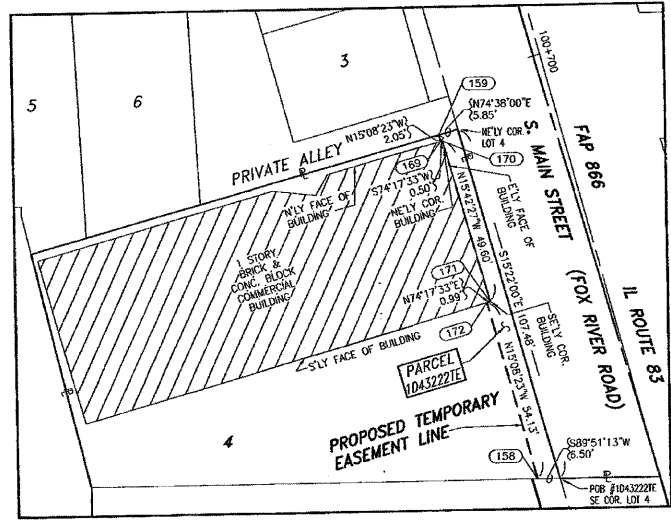 5
6
3
100+700
159
{N74°38'00"E
{5.85'
N15°08'23"W}
2.05'}
NE'LY COR.
LOT 4
PRIVATE ALLEY
170
169
S74°17'33"W}
0.50'}
N'LY FACE OF
BUILDING
NE'LY COR.
BUILDING
N15°42'27"W 49.60'
E'LY FACE OF
BUILDING
S. MAIN STREET
(FOX RIVER ROAD)
FAP 866
IL ROUTE 83
1 STORY
BRICK &
CONC. BLOCK
COMMERCIAL
BUILDING
171
N74°17'33"E}
0.99'}
S15°22'00"E 107.48'
SE'LY COR.
BUILDING
172
S'LY FACE OF BUILDING
PARCEL
1D43222TE
N15°08'23"W 54.13'
4
PROPOSED TEMPORARY
EASEMENT LINE
158
{S89°51'13"W
{6.50'
POB #1D43222TE
SE COR. LOT 4